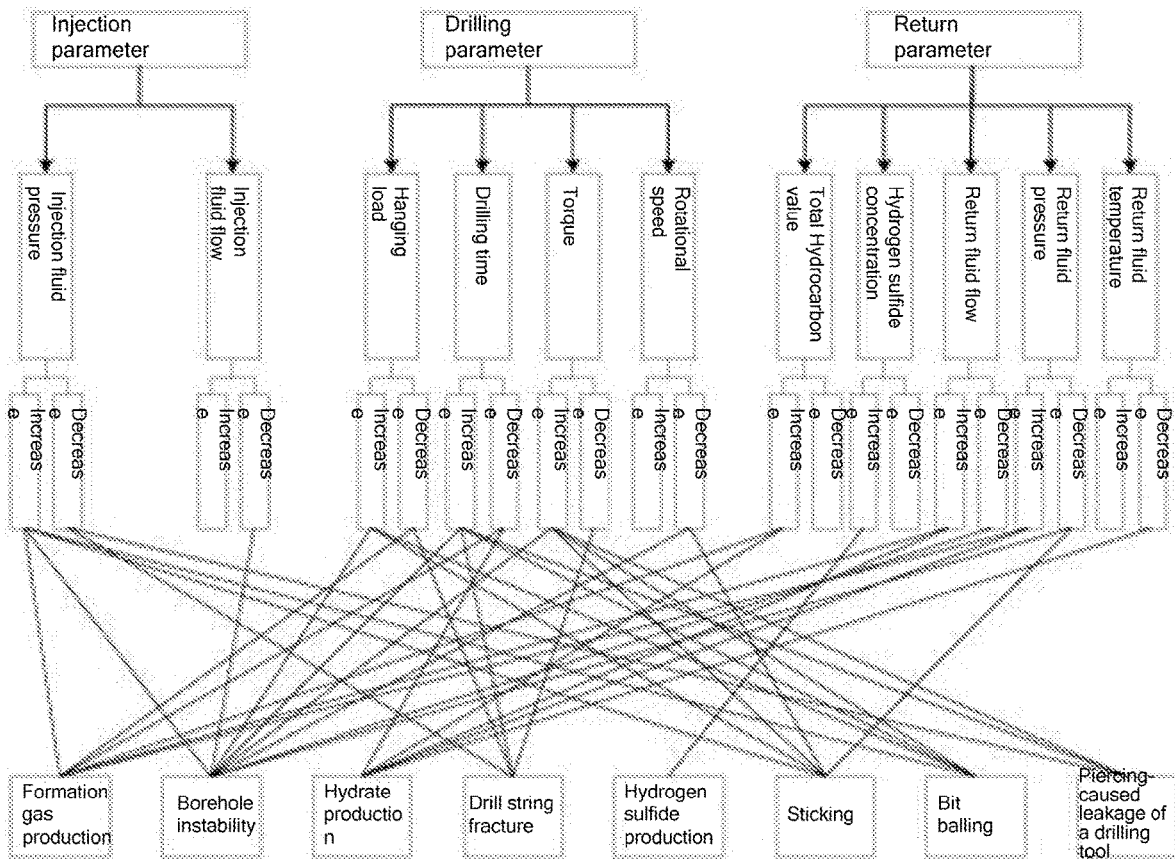 Injection
parameter
Drilling
parameter
Return
parameter
Injection fluid
pressure
Injection
fluid flow
Hanging
load
Drilling time
Torque
Rotational
speed
Total Hydrocarbon
value
Hydrogen sulfide
concentration
Return fluid flow
Return fluid
pressure
Return fluid
temperature
Increas
e
Decreas
e
Increas
e
Decreas
e
Increas
e
Decreas
e
Increas
e
Decreas
e
Increas
e
Decreas
e
Increas
e
Decreas
e
Increas
e
Decreas
e
Increas
e
Decreas
e
Increas
e
Decreas
e
Increas
e
Decreas
e
Increas
e
Decreas
e
Formation
gas
production
Borehole
instability
Hydrate
productio
n
Drill string
fracture
Hydrogen
sulfide
production
Sticking
Bit
balling
Piercing
caused
leakage of
a drilling
tool